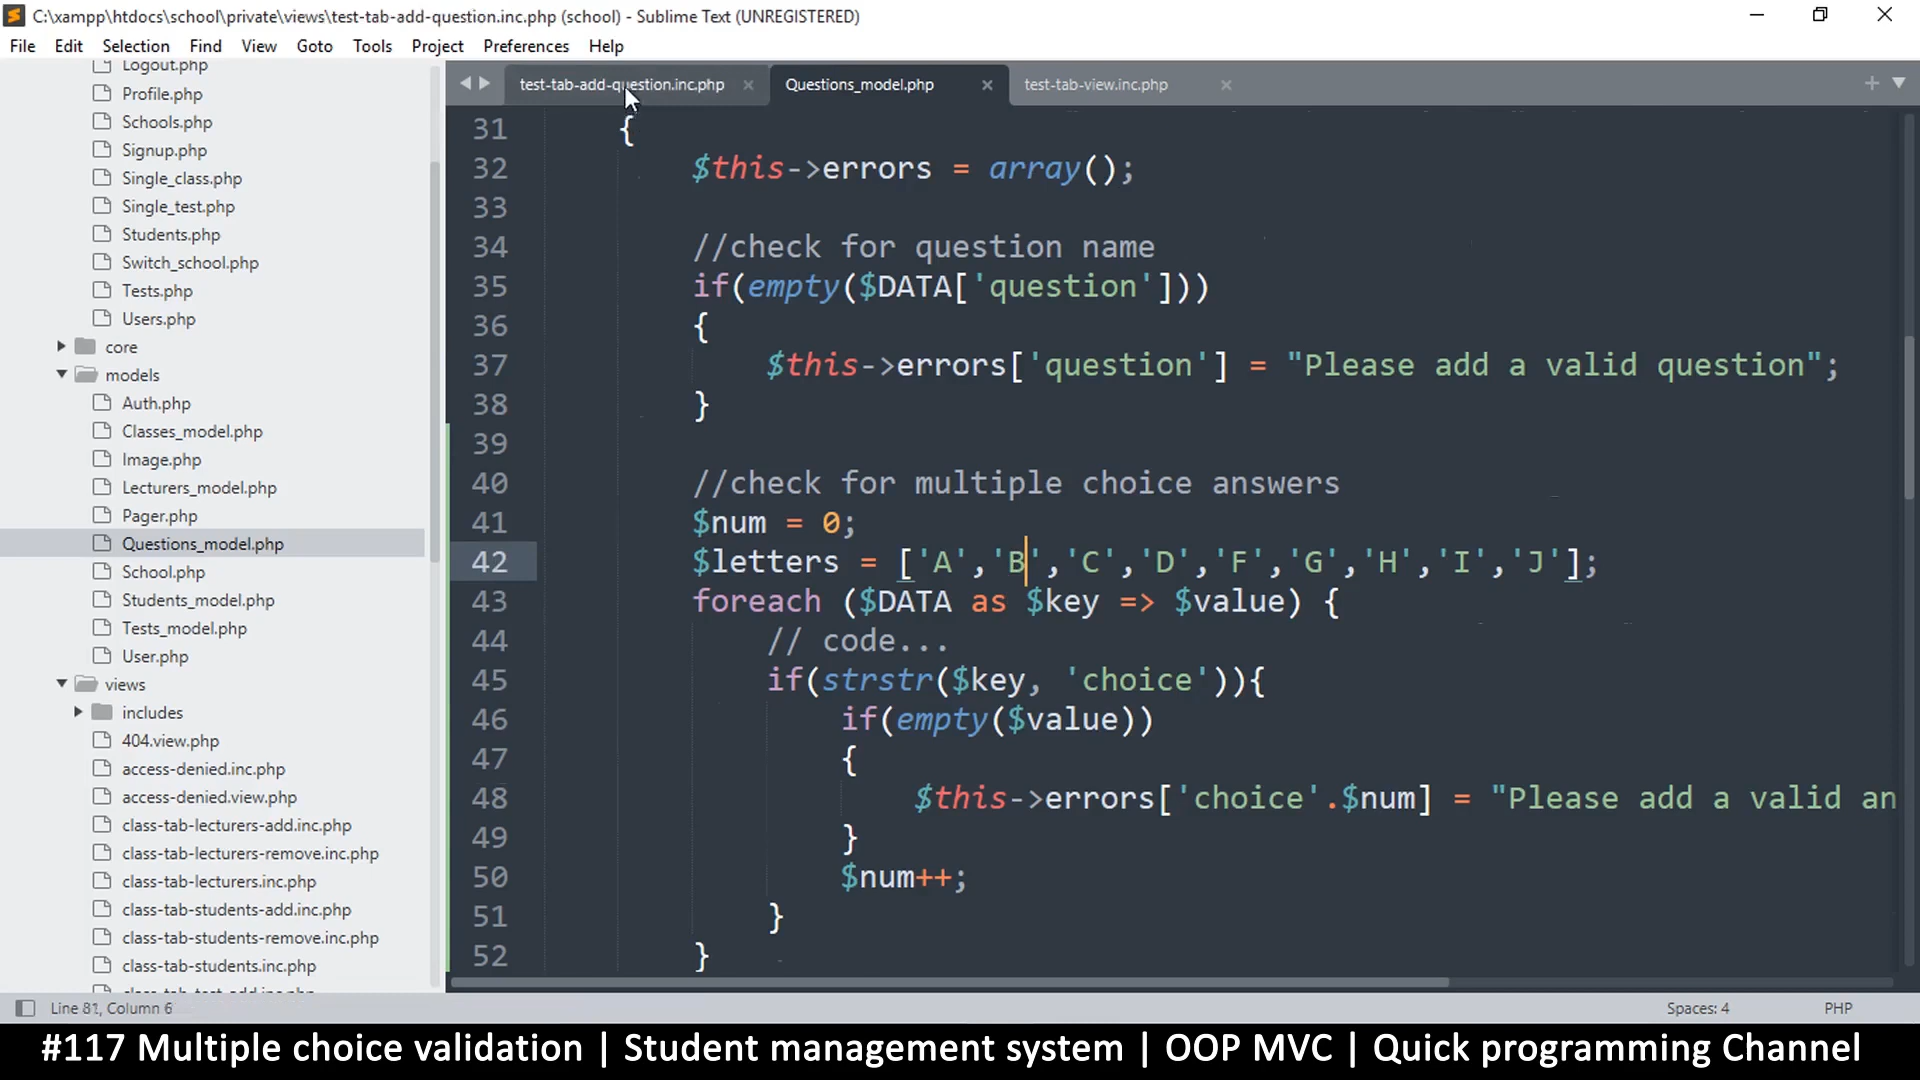 C:\xampp\htdocs\school\private\views\test-tab-add-question.inc.php (school) - Sublime Text (UNREGISTERED)
File Edit Selection Find View Goto Tools Project Preferences Help
Logout.php
Profile.php
Schools.php
Signup.php
Single_class.php
Single_test.php
Students.php
Switch_school.php
Tests.php
Users.php
core
models
Auth.php
Classes_model.php
Image.php
Lecturers_model.php
Pager.php
Questions_model.php
School.php
Students_model.php
Tests_model.php
User.php
views
includes
404.view.php
access-denied.inc.php
access-denied.view.php
class-tab-lecturers-add.inc.php
class-tab-lecturers-remove.inc.php
class-tab-lecturers.inc.php
class-tab-students-add.inc.php
class-tab-students-remove.inc.php
class-tab-students.inc.php
test-tab-add-question.inc.php Questions_model.php test-tab-view.inc.php
31 {
32 $this->errors = array();
33
34 //check for question name
35 if(empty($DATA['question']))
36 {
37 $this->errors['question'] = "Please add a valid question";
38 }
39
40 //check for multiple choice answers
41 $num = 0;
42 $letters = ['A','B','C','D','F','G','H','I','J'];
43 foreach ($DATA as $key => $value) {
44 // code...
45 if(strstr($key, 'choice')){
46 if(empty($value))
47 {
48 $this->errors['choice'.$num] = "Please add a valid an
49 }
50 $num++;
51 }
52 }
Line 81, Column 6 Spaces: 4 PHP
#117 Multiple choice validation | Student management system | OOP MVC | Quick programming Channel